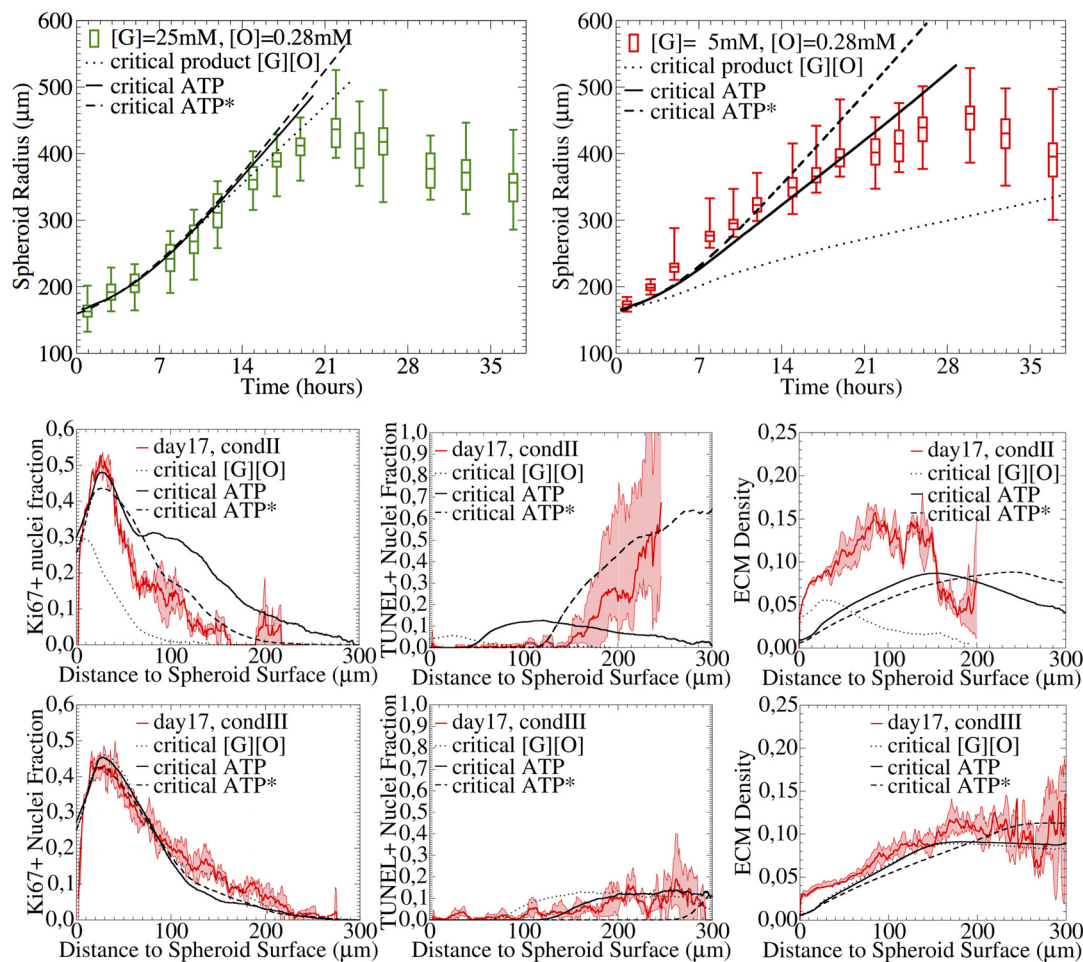 600
500
400
300
200
100
Spheroid Radius (μm)
[G]=25mM, [O]=0.28mM
critical product [G][O]
critical ATP
critical ATP*
0 7 14 21 28 35
Time (hours)
600
500
400
300
200
100
Spheroid Radius (μm)
[G]= 5mM, [O]=0.28mM
critical product [G][O]
critical ATP
critical ATP*
0 7 14 21 28 35
Time (hours)
0,6
0,5
0,4
0,3
0,2
0,1
0,0
Ki67+ nuclei fraction
day17, condII
critical [G][O]
critical ATP
critical ATP*
0 100 200 300
Distance to Spheroid Surface (μm)
1,0
0,9
0,8
0,7
0,6
0,5
0,4
0,3
0,2
0,1
0,0
TUNEL+ Nuclei Fraction
day17, condII
critical [G][O]
critical ATP
critical ATP*
0 100 200 300
Distance to Spheroid Surface (μm)
0,25
0,20
0,15
0,10
0,05
0,00
ECM Density
day17, condII
critical [G][O]
critical ATP
critical ATP*
0 100 200 300
Distance to Spheroid Surface (μm)
0,6
0,5
0,4
0,3
0,2
0,1
0,0
Ki67+ Nuclei Fraction
day17, condIII
critical [G][O]
critical ATP
critical ATP*
0 100 200 300
Distance to Spheroid Surface (μm)
1,0
0,9
0,8
0,7
0,6
0,5
0,4
0,3
0,2
0,1
0,0
TUNEL+ Nuclei Fraction
day17, condIII
critical [G][O]
critical ATP
critical ATP*
0 100 200 300
Distance to Spheroid Surface (μm)
0,25
0,20
0,15
0,10
0,05
0,00
ECM Density
day17, condIII
critical [G][O]
critical ATP
critical ATP*
0 100 200 300
Distance to Spheroid Surface (μm)